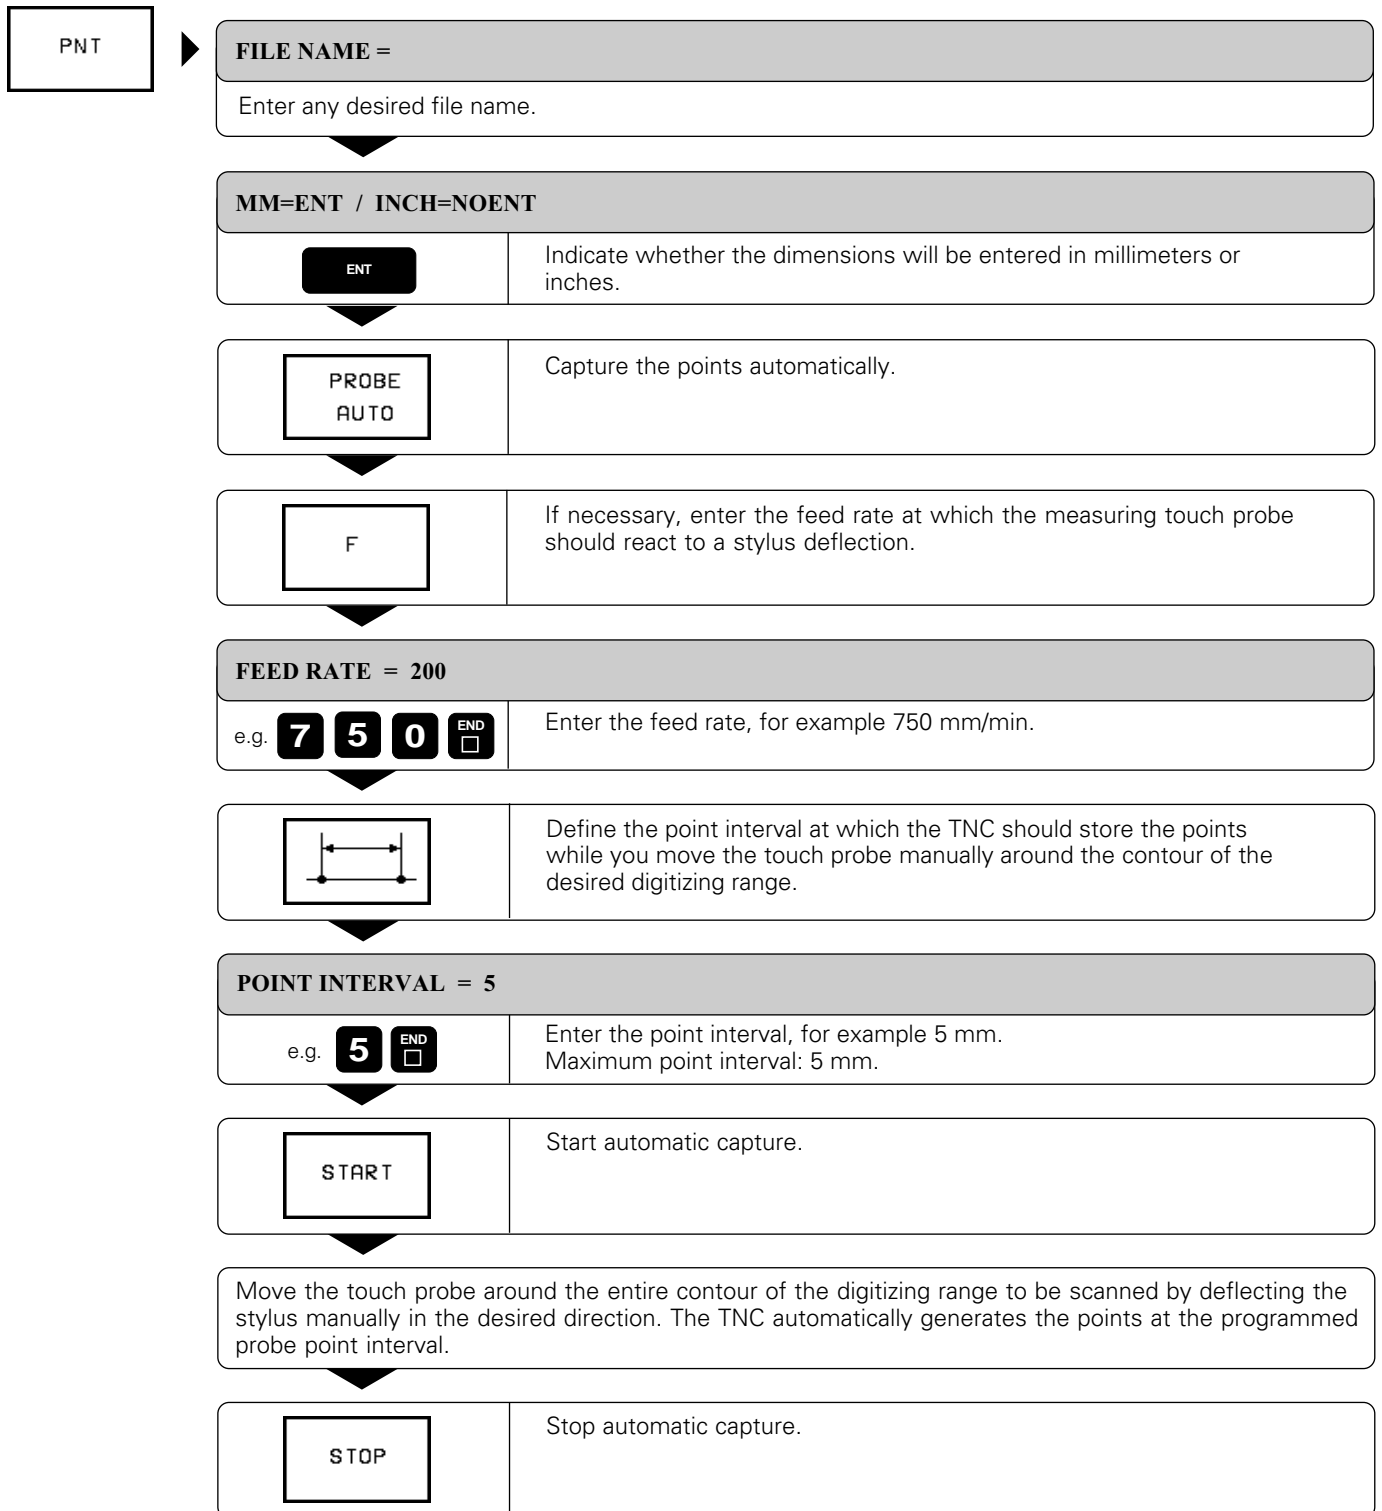 PNT
FILE NAME =
Enter any desired file name.
MM=ENT / INCH=NOENT
ENT
Indicate whether the dimensions will be entered in millimeters or
inches.
PROBE
AUTO
Capture the points automatically.
F
If necessary, enter the feed rate at which the measuring touch probe
should react to a stylus deflection.
FEED RATE = 200
e.g. 7 5 0 END
Enter the feed rate, for example 750 mm/min.
Define the point interval at which the TNC should store the points
while you move the touch probe manually around the contour of the
desired digitizing range.
POINT INTERVAL = 5
e.g. 5 END
Enter the point interval, for example 5 mm.
Maximum point interval: 5 mm.
START
Start automatic capture.
Move the touch probe around the entire contour of the digitizing range to be scanned by deflecting the
stylus manually in the desired direction. The TNC automatically generates the points at the programmed
probe point interval.
STOP
Stop automatic capture.